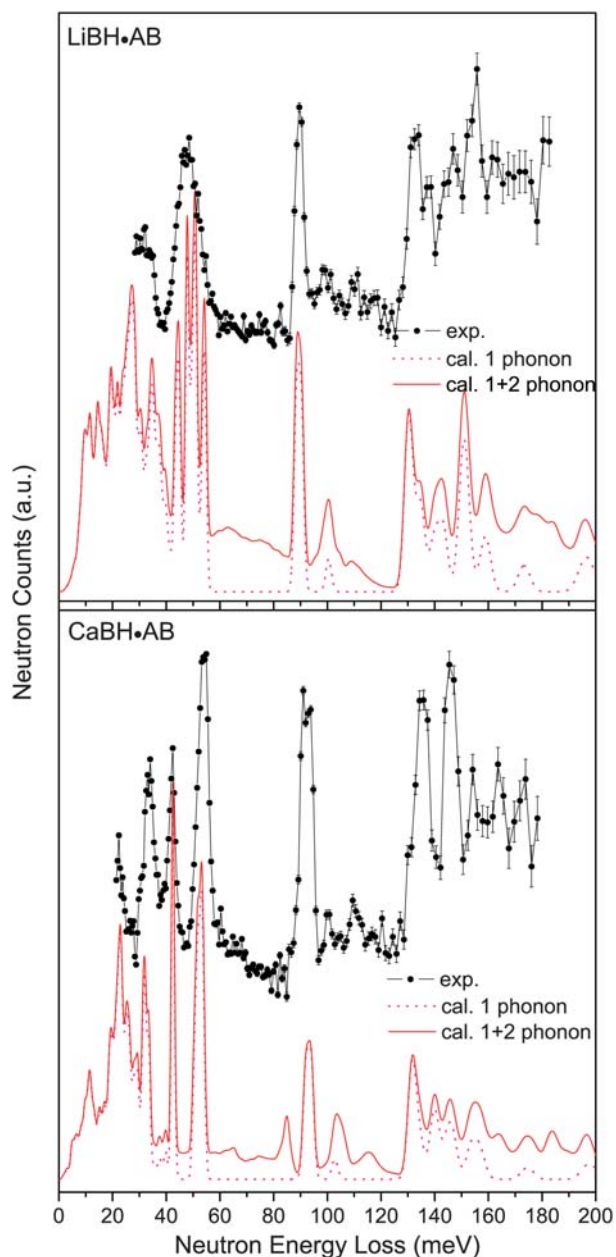 LiBH•AB
exp.
cal. 1 phonon
cal. 1+2 phonon
Neutron Counts (a.u.)
CaBH•AB
exp.
cal. 1 phonon
cal. 1+2 phonon
0 20 40 60 80 100 120 140 160 180 200
Neutron Energy Loss (meV)